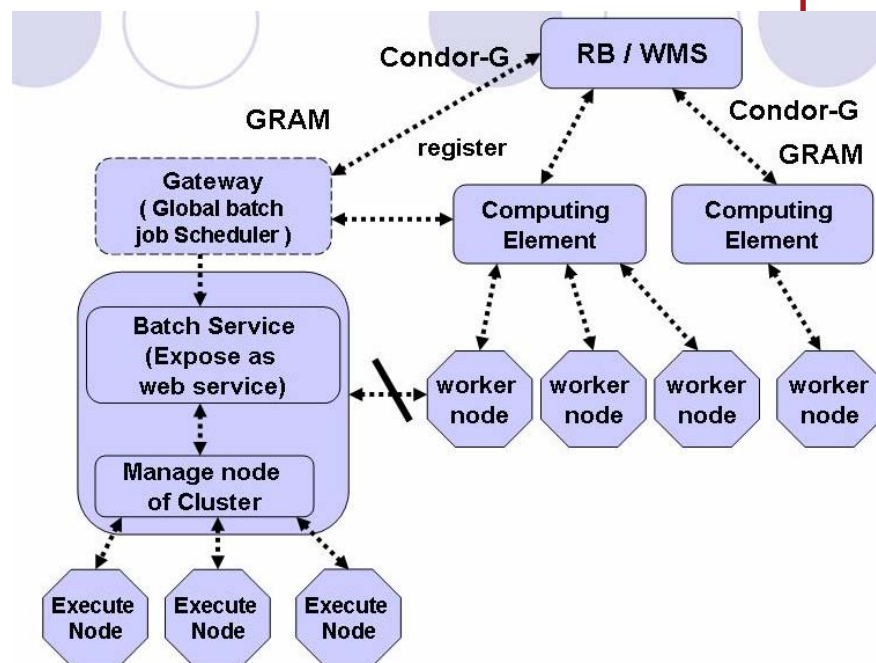 Condor-G
RB / WMS
GRAM
register
Condor-G
GRAM
Gateway
( Global batch
job Scheduler )
Computing
Element
Computing
Element
Batch Service
(Expose as
web service)
worker
node
worker
node
worker
node
worker
node
Manage node
of Cluster
Execute
Node
Execute
Node
Execute
Node